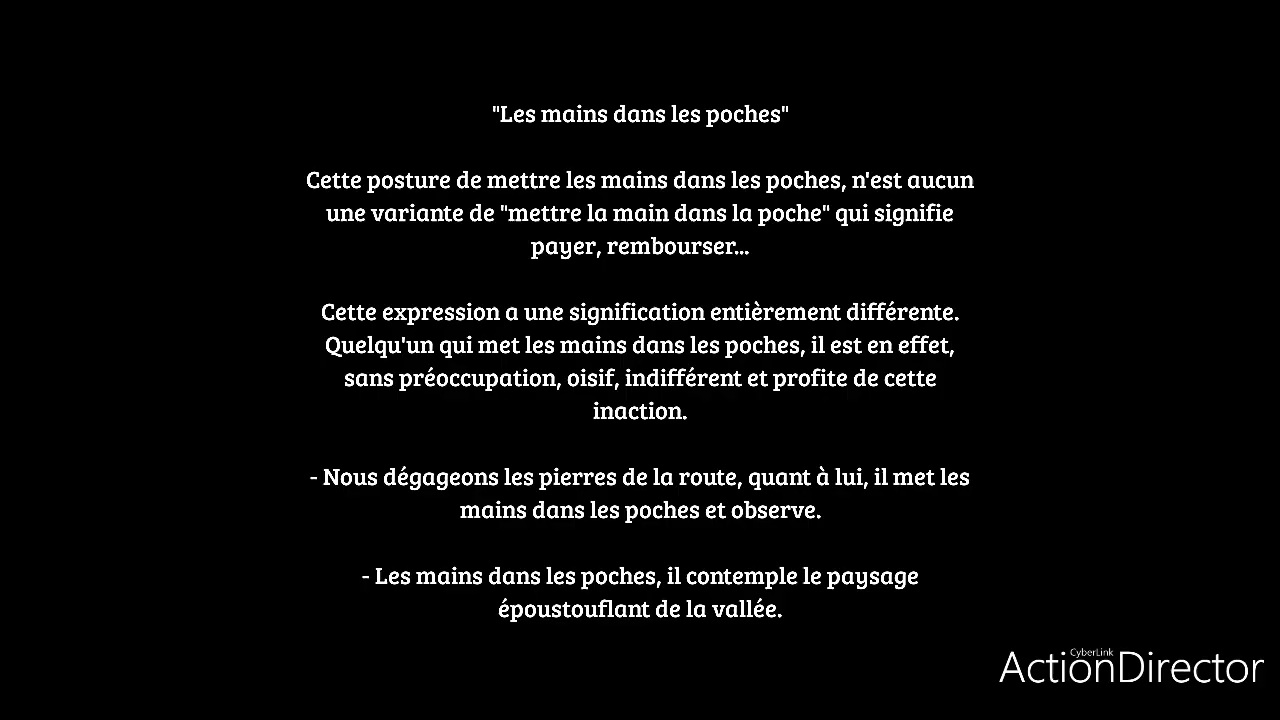 "Les mains dans les poches"
Cette posture de mettre les mains dans les poches, n'est aucun
une variante de "mettre la main dans la poche" qui signifie
payer, rembourser...
Cette expression a une signification entièrement différente.
Quelqu'un qui met les mains dans les poches, il est en effet,
sans préoccupation, oisif, indifférent et profite de cette
inaction.
- Nous dégageons les pierres de la route, quant à lui, il met les
mains dans les poches et observe.
- Les mains dans les poches, il contemple le paysage
époustouflant de la vallée.
CyberLink
ActionDirector